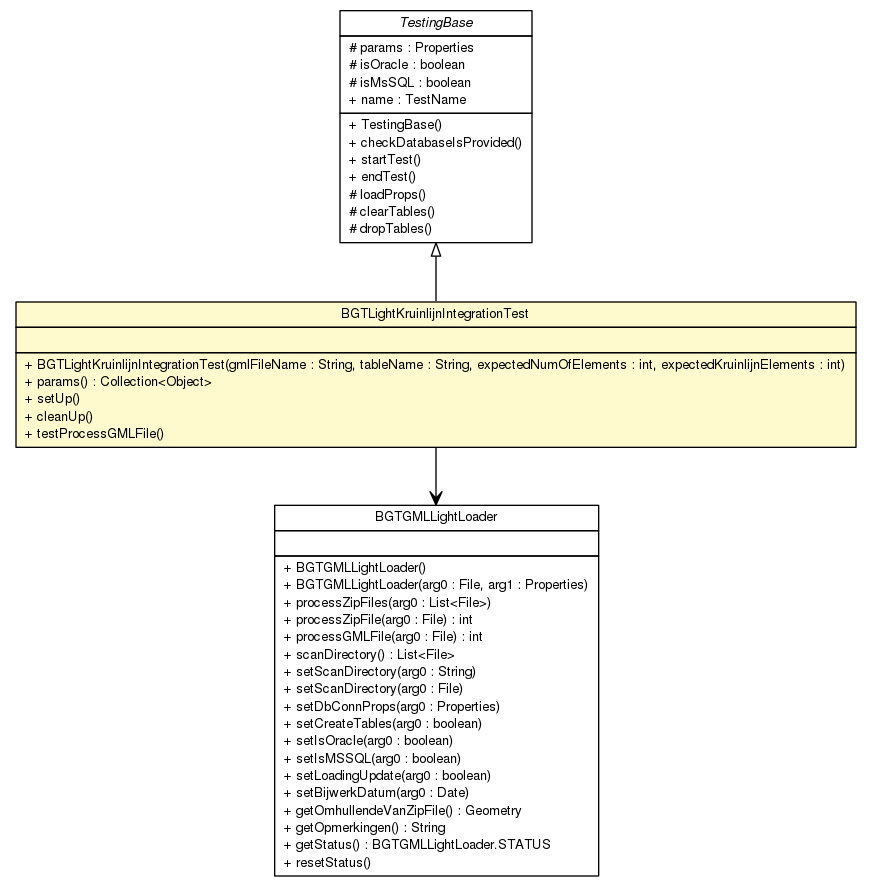 TestingBase
# params : Properties
# isOracle : boolean
# isMsSQL : boolean
+ name : TestName
+ TestingBase()
+ checkDatabaseIsProvided()
+ startTest()
+ endTest()
# loadProps()
# clearTables()
# dropTables()
BGTLightKruinlijnIntegrationTest
+ BGTLightKruinlijnIntegrationTest(gmlFileName : String, tableName : String, expectedNumOfElements : int, expectedKruinlijnElements : int)
+ params() : Collection<Object>
+ setUp()
+ cleanUp()
+ testProcessGMLFile()
BGTGMLLightLoader
+ BGTGMLLightLoader()
+ BGTGMLLightLoader(arg0 : File, arg1 : Properties)
+ processZipFiles(arg0 : List<File>)
+ processZipFile(arg0 : File) : int
+ processGMLFile(arg0 : File) : int
+ scanDirectory() : List<File>
+ setScanDirectory(arg0 : String)
+ setScanDirectory(arg0 : File)
+ setDbConnProps(arg0 : Properties)
+ setCreateTables(arg0 : boolean)
+ setIsOracle(arg0 : boolean)
+ setIsMSSQL(arg0 : boolean)
+ setLoadingUpdate(arg0 : boolean)
+ setBijwerkDatum(arg0 : Date)
+ getOmhullendeVanZipFile() : Geometry
+ getOpmerkingen() : String
+ getStatus() : BGTGMLLightLoader.STATUS
+ resetStatus()